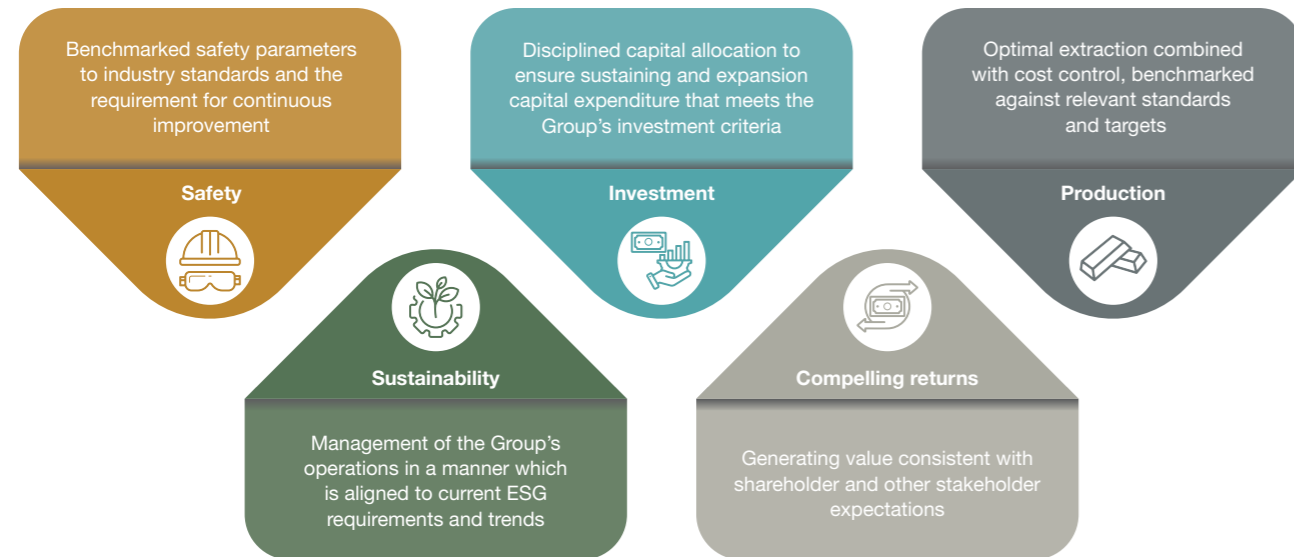 Benchmarked safety parameters
to industry standards and the
requirement for continuous
improvement
Safety
Management of the Group’s
operations in a manner which
is aligned to current ESG
requirements and trends
Sustainability
Disciplined capital allocation to
ensure sustaining and expansion
capital expenditure that meets the
Group’s investment criteria
Investment
Generating value consistent with
shareholder and other stakeholder
expectations
Compelling returns
Optimal extraction combined
with cost control, benchmarked
against relevant standards
and targets
Production